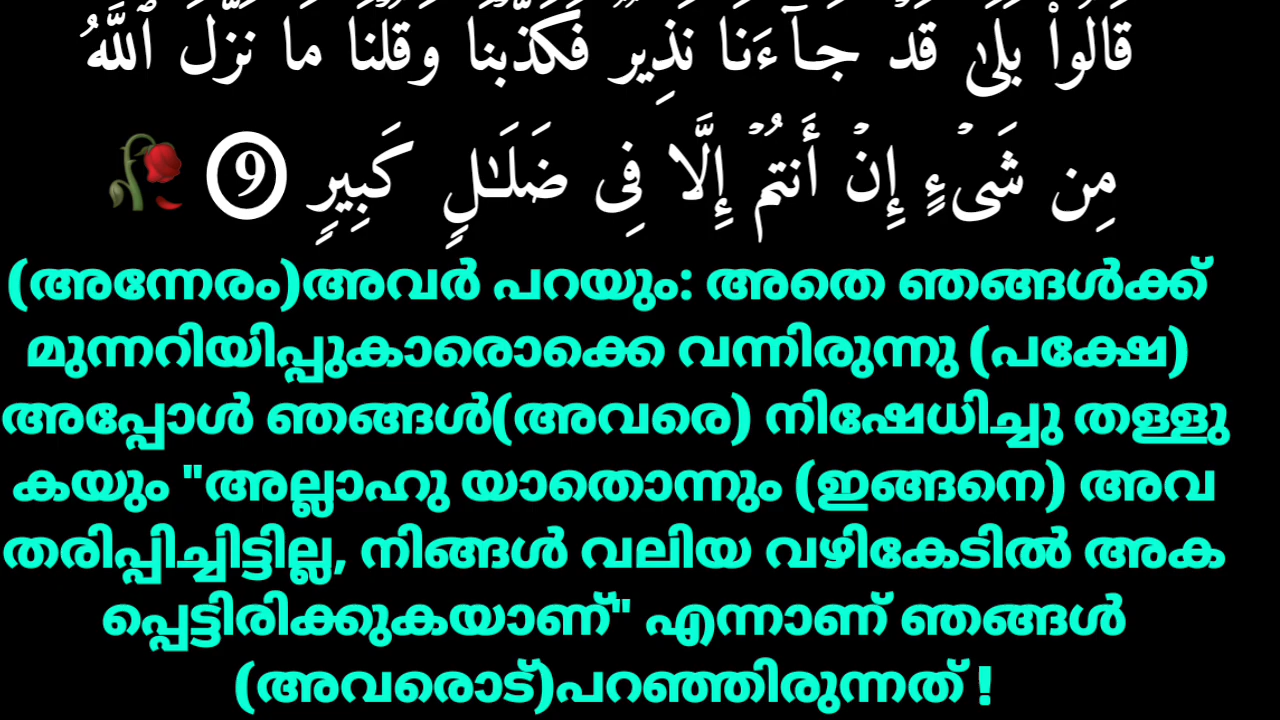 قَالُوا۟ بَلَىٰ قَدْ جَآءَنَا نَذِيرٌ فَكَذَّبْنَا وَقُلْنَا مَا نَزَّلَ ٱللَّهُ
مِن شَىْءٍ إِنْ أَنتُمْ إِلَّا فِى ضَلَـٰلٍ كَبِيرٍ 9 🥀
(അന്നേരം)അവർ പറയും: അതെ ഞങ്ങൾക്ക്
മുന്നറിയിപ്പുകാരൊക്കെ വന്നിരുന്നു (പക്ഷേ)
അപ്പോൾ ഞങ്ങൾ(അവരെ) നിഷേധിച്ചു തള്ളു
കയും "അല്ലാഹു യാതൊന്നും (ഇങ്ങനെ) അവ
തരിപ്പിച്ചിട്ടില്ല, നിങ്ങൾ വലിയ വഴികേടിൽ അക
പ്പെട്ടിരിക്കുകയാണ്" എന്നാണ് ഞങ്ങൾ
(അവരൊട്)പറഞ്ഞിരുന്നത് !